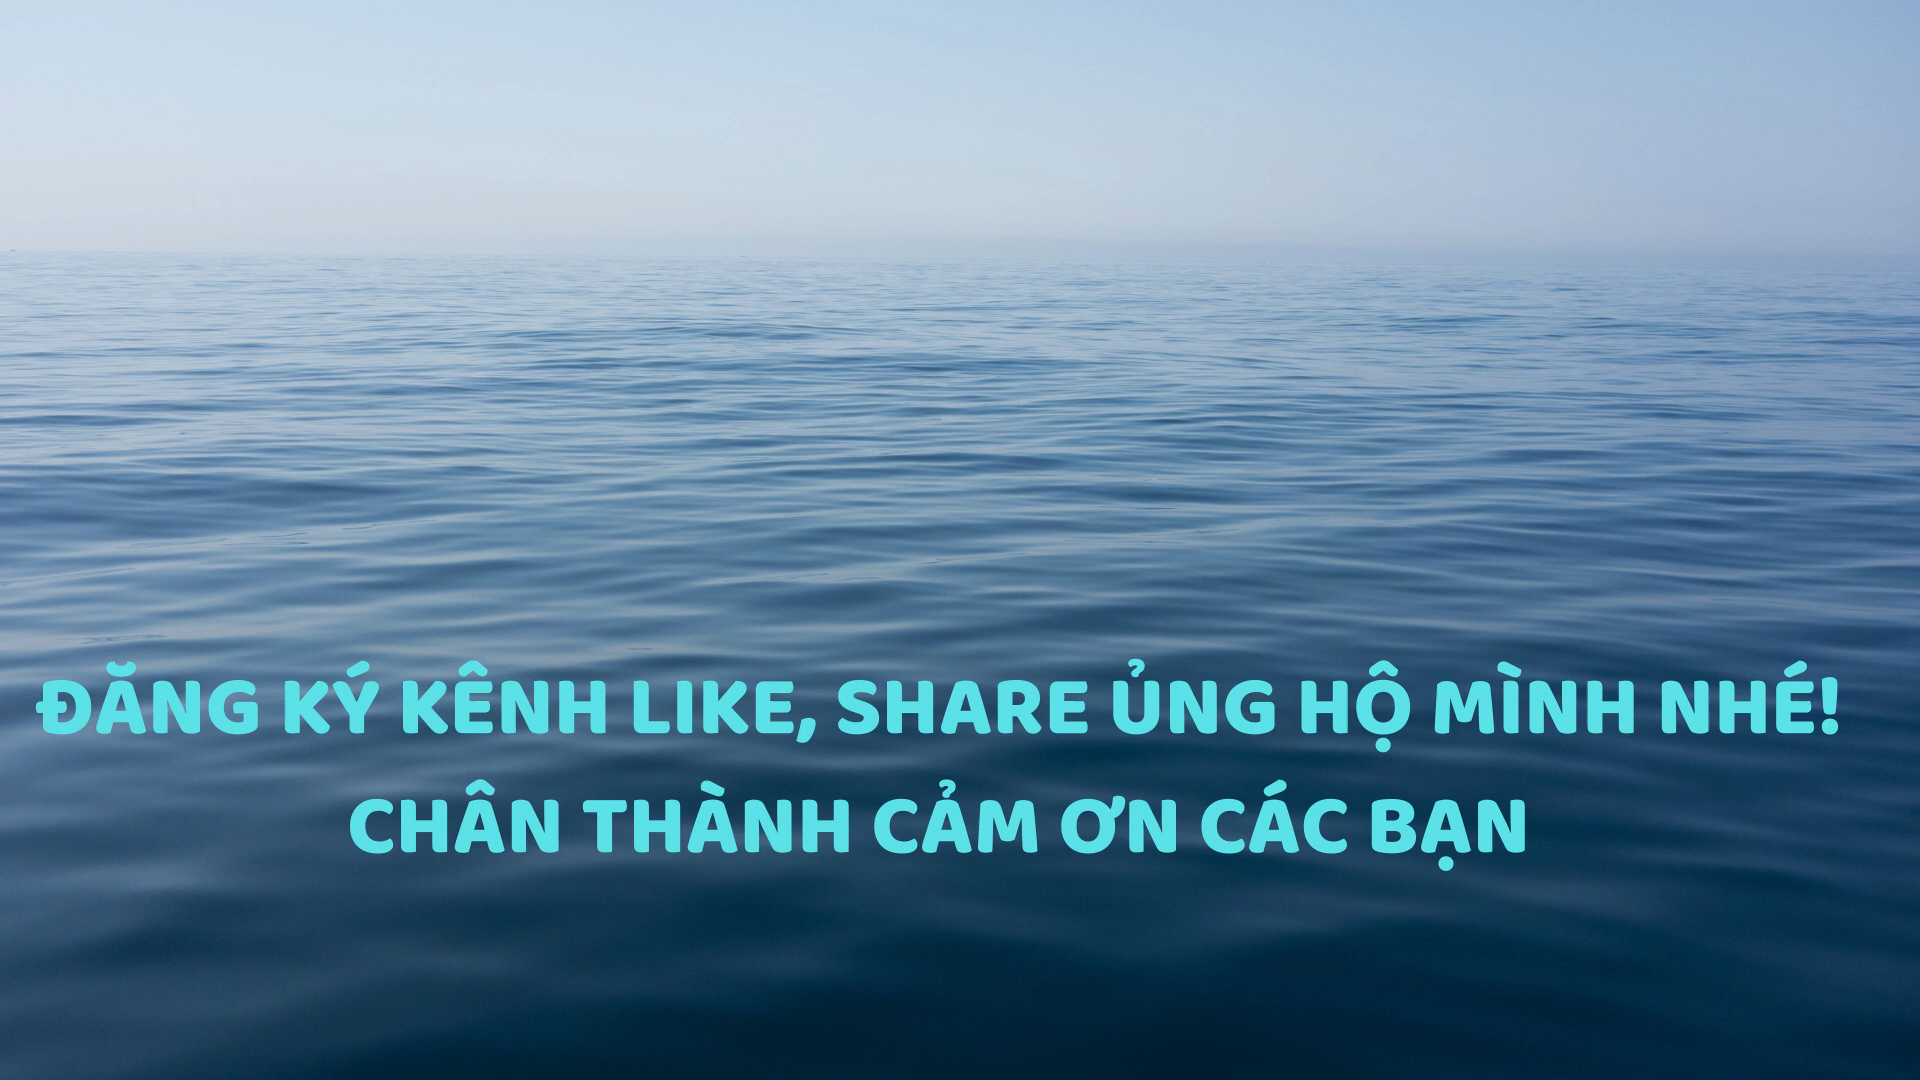 ĐĂNG KÝ KÊNH LIKE, SHARE ỦNG HỘ MÌNH NHÉ!
CHÂN THÀNH CẢM ƠN CÁC BẠN